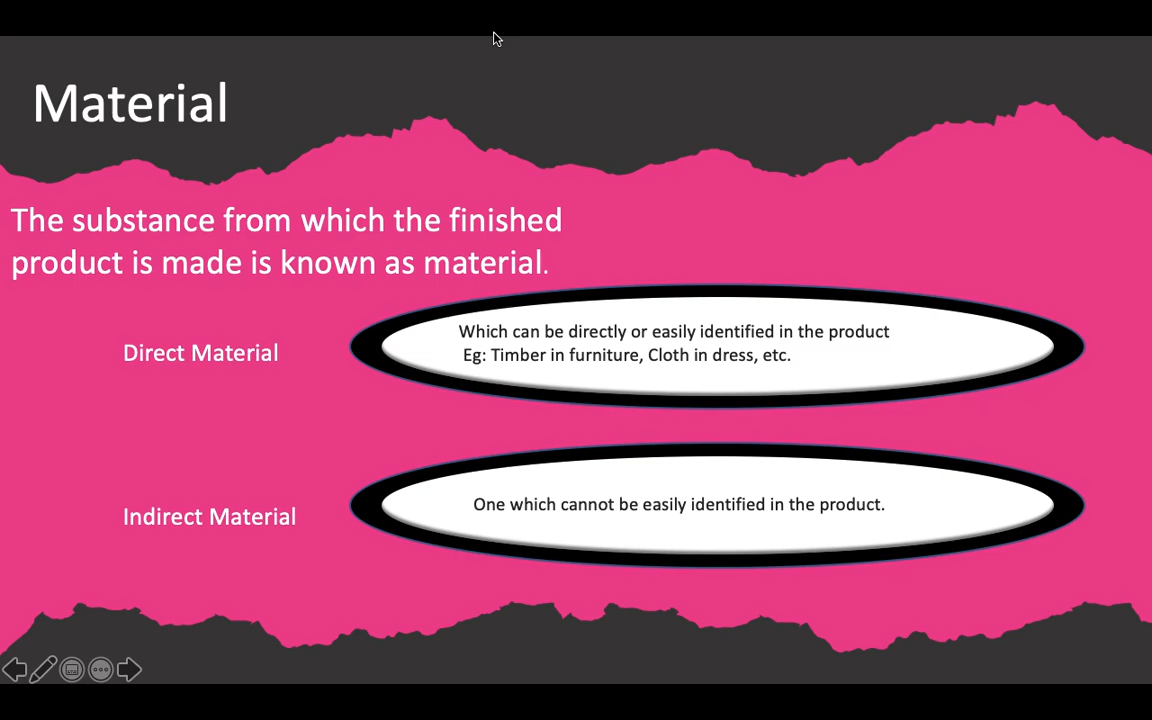 Material
The substance from which the finished
product is made is known as material.
Direct Material
Which can be directly or easily identified in the product
Eg: Timber in furniture, Cloth in dress, etc.
Indirect Material
One which cannot be easily identified in the product.